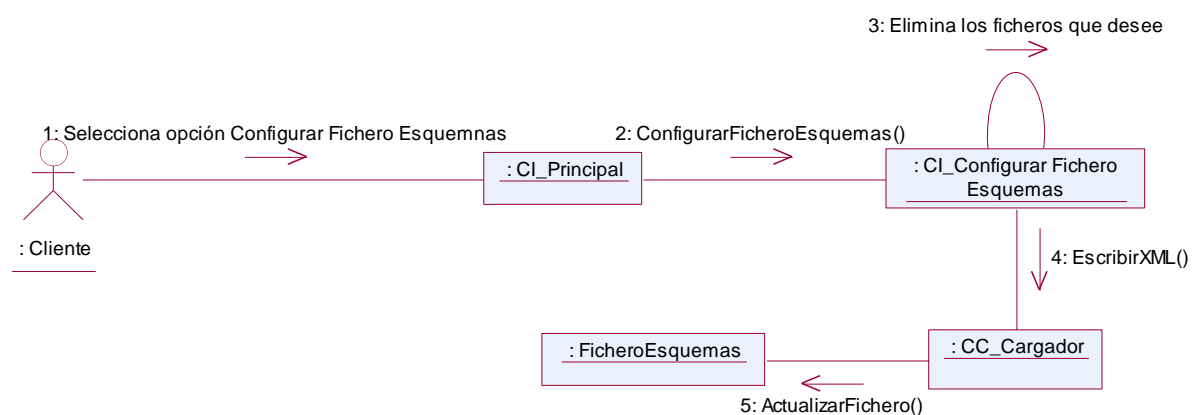 3: Elimina los ficheros que desee
1: Selecciona opción Configurar Fichero Esquemnas
2: ConfigurarFicheroEsquemas()
: CI_Principal
: CI_Configurar Fichero
Esquemas
: Cliente
4: EscribirXML()
: FicheroEsquemas
: CC_Cargador
5: ActualizarFichero()